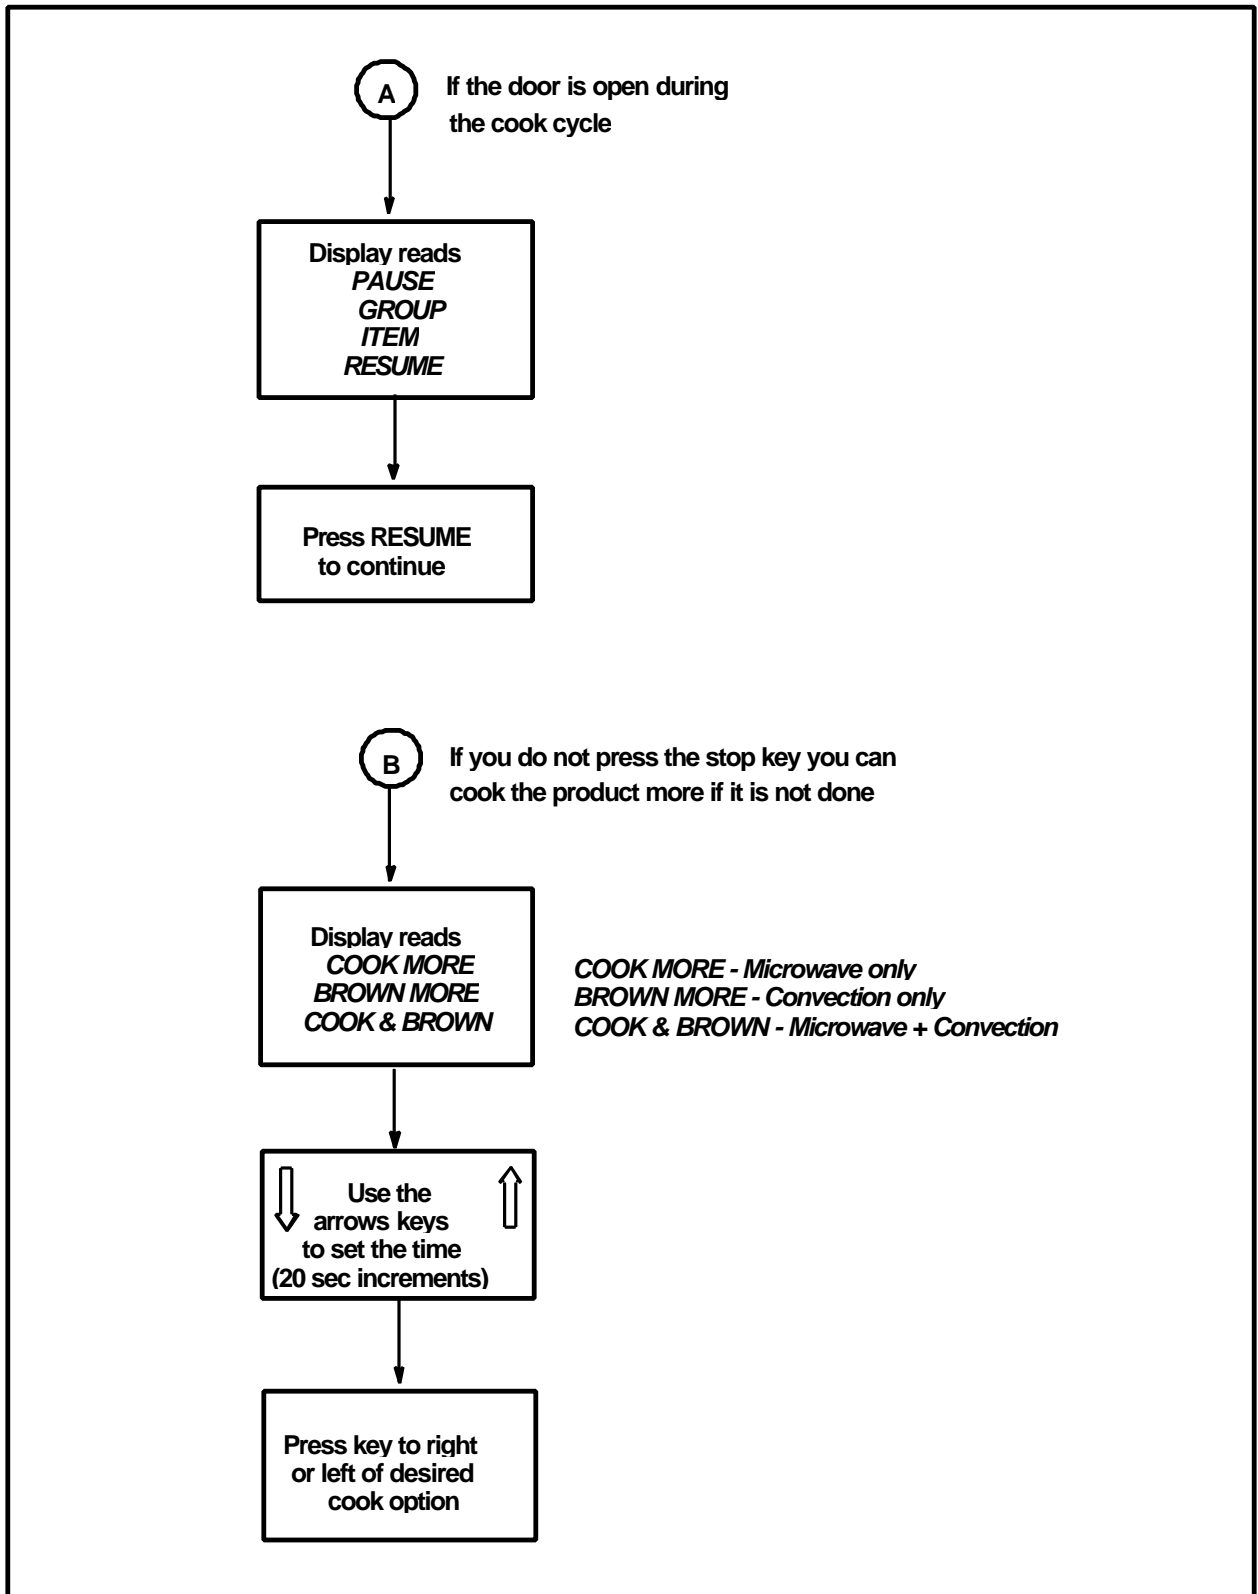 A
If the door is open during
the cook cycle
Display reads
PAUSE
GROUP
ITEM
RESUME
Press RESUME
to continue
B
If you do not press the stop key you can
cook the product more if it is not done
Display reads
COOK MORE
BROWN MORE
COOK & BROWN
COOK MORE - Microwave only
BROWN MORE - Convection only
COOK & BROWN - Microwave + Convection
Use the
arrows keys
to set the time
(20 sec increments)
Press key to right
or left of desired
cook option